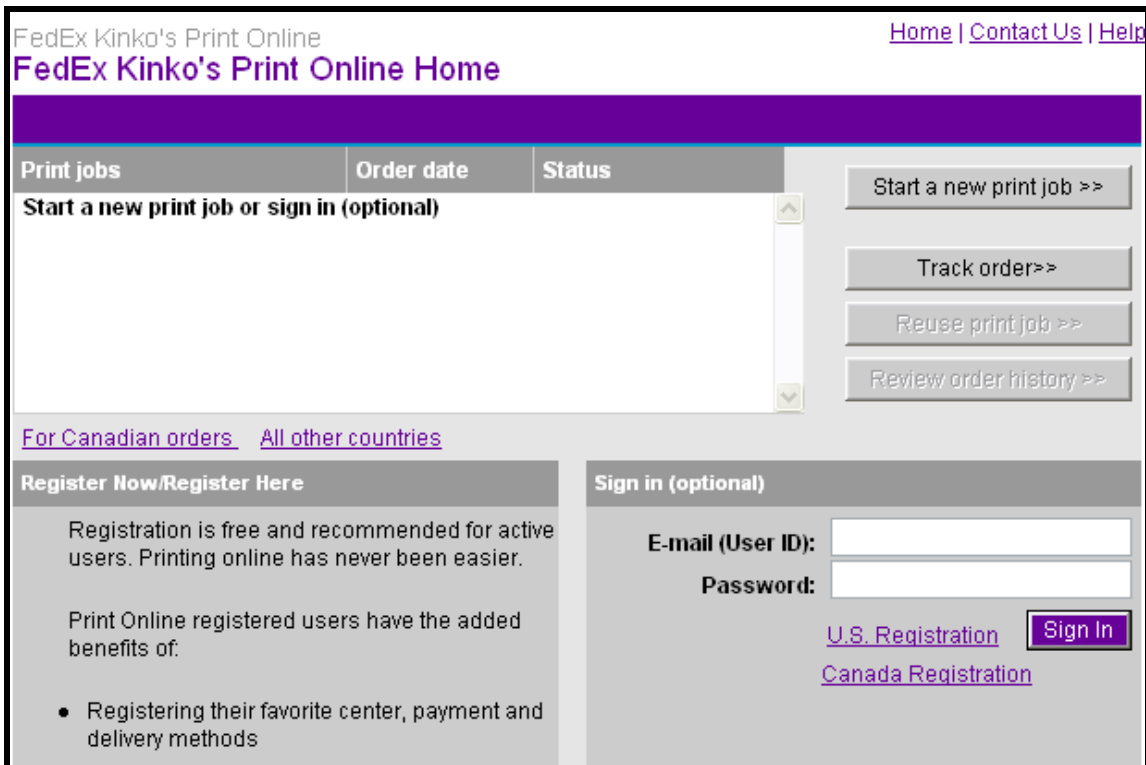 FedEx Kinko's Print Online
Home | Contact Us | Help
FedEx Kinko's Print Online Home
Print jobs Order date Status
Start a new print job or sign in (optional)
Start a new print job >>
Track order>>
Reuse print job >>
Review order history >>
For Canadian orders All other countries
Register Now/Register Here
Registration is free and recommended for active
users. Printing online has never been easier.
Print Online registered users have the added
benefits of:
● Registering their favorite center, payment and
delivery methods
Sign in (optional)
E-mail (User ID):
Password:
U.S. Registration Sign In
Canada Registration